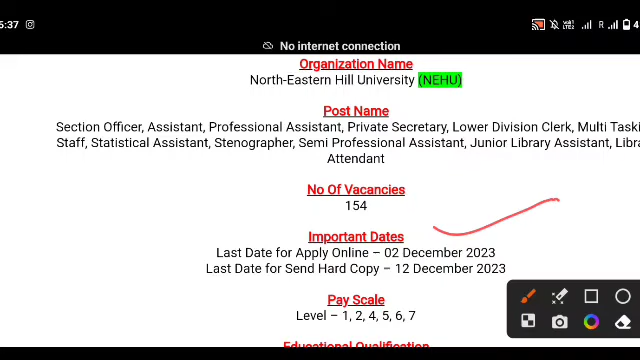 5:37
No internet connection
Organization Name
North-Eastern Hill University (NEHU)
Post Name
Section Officer, Assistant, Professional Assistant, Private Secretary, Lower Division Clerk, Multi Taski
Staff, Statistical Assistant, Stenographer, Semi Professional Assistant, Junior Library Assistant, Libra
Attendant
No Of Vacancies
154
Important Dates
Last Date for Apply Online – 02 December 2023
Last Date for Send Hard Copy – 12 December 2023
Pay Scale
Level – 1, 2, 4, 5, 6, 7
Educational Qualification